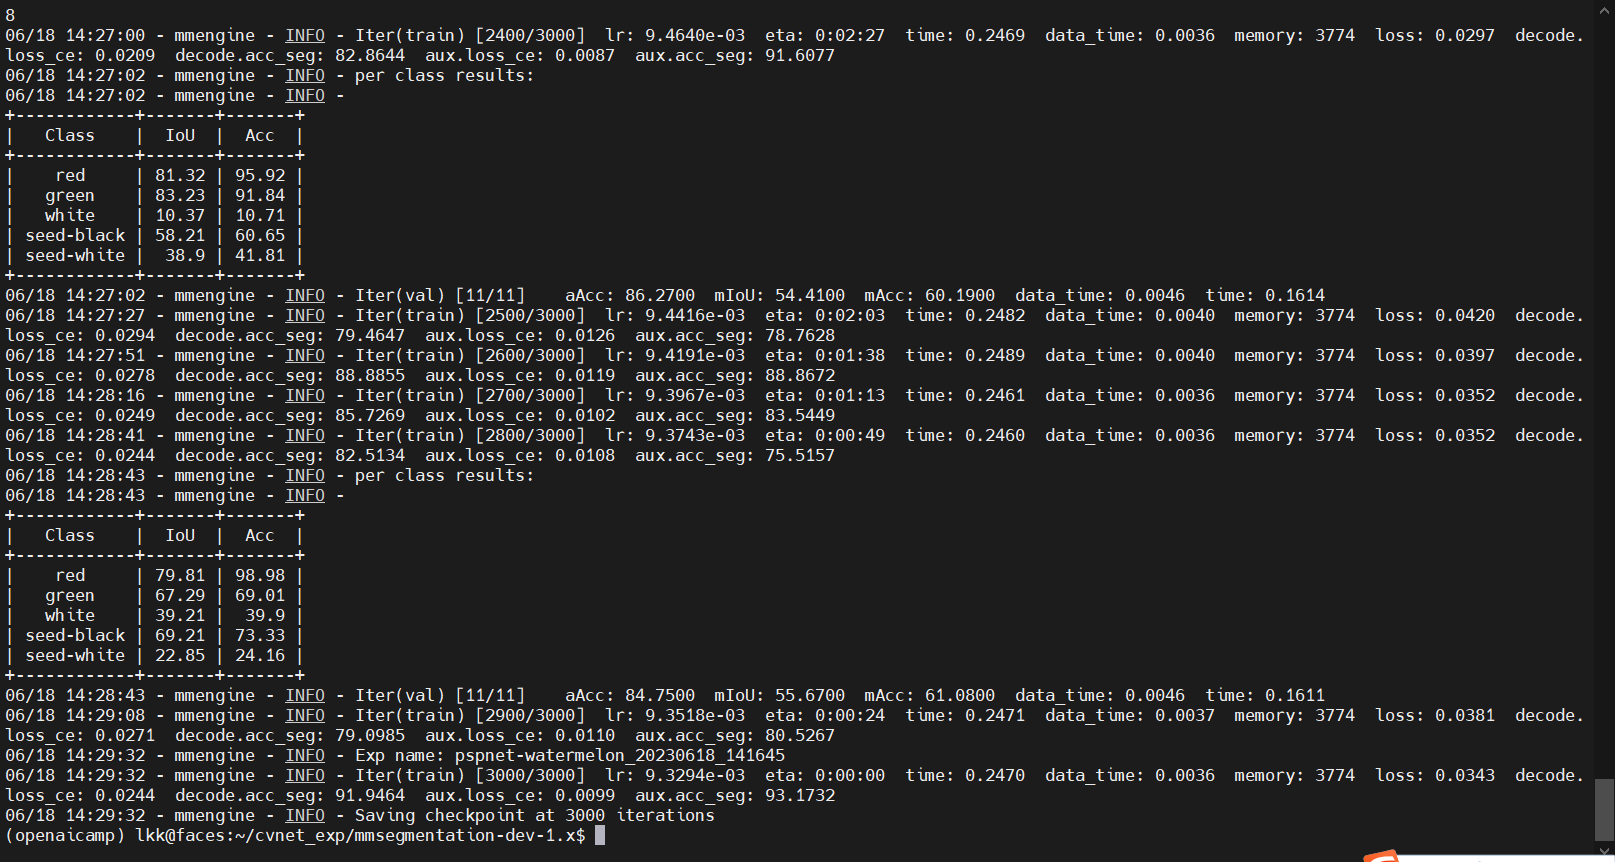 8
06/18 14:27:00 - mmengine - INFO - Iter(train) [2400/3000]  lr: 9.4640e-03  eta: 0:02:27  time: 0.2469  data_time: 0.0036  memory: 3774  loss: 0.0297  decode.
loss_ce: 0.0209  decode.acc_seg: 82.8644  aux.loss_ce: 0.0087  aux.acc_seg: 91.6077
06/18 14:27:02 - mmengine - INFO - per class results:
06/18 14:27:02 - mmengine - INFO -
+------------+-------+-------+
|   Class    |  IoU  |  Acc  |
+------------+-------+-------+
|    red     | 81.32 | 95.92 |
|   green    | 83.23 | 91.84 |
|   white    | 10.37 | 10.71 |
| seed-black | 58.21 | 60.65 |
| seed-white |  38.9 | 41.81 |
+------------+-------+-------+
06/18 14:27:02 - mmengine - INFO - Iter(val) [11/11]    aAcc: 86.2700  mIoU: 54.4100  mAcc: 60.1900  data_time: 0.0046  time: 0.1614
06/18 14:27:27 - mmengine - INFO - Iter(train) [2500/3000]  lr: 9.4416e-03  eta: 0:02:03  time: 0.2482  data_time: 0.0040  memory: 3774  loss: 0.0420  decode.
loss_ce: 0.0294  decode.acc_seg: 79.4647  aux.loss_ce: 0.0126  aux.acc_seg: 78.7628
06/18 14:27:51 - mmengine - INFO - Iter(train) [2600/3000]  lr: 9.4191e-03  eta: 0:01:38  time: 0.2489  data_time: 0.0040  memory: 3774  loss: 0.0397  decode.
loss_ce: 0.0278  decode.acc_seg: 88.8855  aux.loss_ce: 0.0119  aux.acc_seg: 88.8672
06/18 14:28:16 - mmengine - INFO - Iter(train) [2700/3000]  lr: 9.3967e-03  eta: 0:01:13  time: 0.2461  data_time: 0.0036  memory: 3774  loss: 0.0352  decode.
loss_ce: 0.0249  decode.acc_seg: 85.7269  aux.loss_ce: 0.0102  aux.acc_seg: 83.5449
06/18 14:28:41 - mmengine - INFO - Iter(train) [2800/3000]  lr: 9.3743e-03  eta: 0:00:49  time: 0.2460  data_time: 0.0036  memory: 3774  loss: 0.0352  decode.
loss_ce: 0.0244  decode.acc_seg: 82.5134  aux.loss_ce: 0.0108  aux.acc_seg: 75.5157
06/18 14:28:43 - mmengine - INFO - per class results:
06/18 14:28:43 - mmengine - INFO -
+------------+-------+-------+
|   Class    |  IoU  |  Acc  |
+------------+-------+-------+
|    red     | 79.81 | 98.98 |
|   green    | 67.29 | 69.01 |
|   white    | 39.21 |  39.9 |
| seed-black | 69.21 | 73.33 |
| seed-white | 22.85 | 24.16 |
+------------+-------+-------+
06/18 14:28:43 - mmengine - INFO - Iter(val) [11/11]    aAcc: 84.7500  mIoU: 55.6700  mAcc: 61.0800  data_time: 0.0046  time: 0.1611
06/18 14:29:08 - mmengine - INFO - Iter(train) [2900/3000]  lr: 9.3518e-03  eta: 0:00:24  time: 0.2471  data_time: 0.0037  memory: 3774  loss: 0.0381  decode.
loss_ce: 0.0271  decode.acc_seg: 79.0985  aux.loss_ce: 0.0110  aux.acc_seg: 80.5267
06/18 14:29:32 - mmengine - INFO - Exp name: pspnet-watermelon_20230618_141645
06/18 14:29:32 - mmengine - INFO - Iter(train) [3000/3000]  lr: 9.3294e-03  eta: 0:00:00  time: 0.2470  data_time: 0.0036  memory: 3774  loss: 0.0343  decode.
loss_ce: 0.0244  decode.acc_seg: 91.9464  aux.loss_ce: 0.0099  aux.acc_seg: 93.1732
06/18 14:29:32 - mmengine - INFO - Saving checkpoint at 3000 iterations
(openaicamp) lkk@faces:~/cvnet_exp/mmsegmentation-dev-1.x$